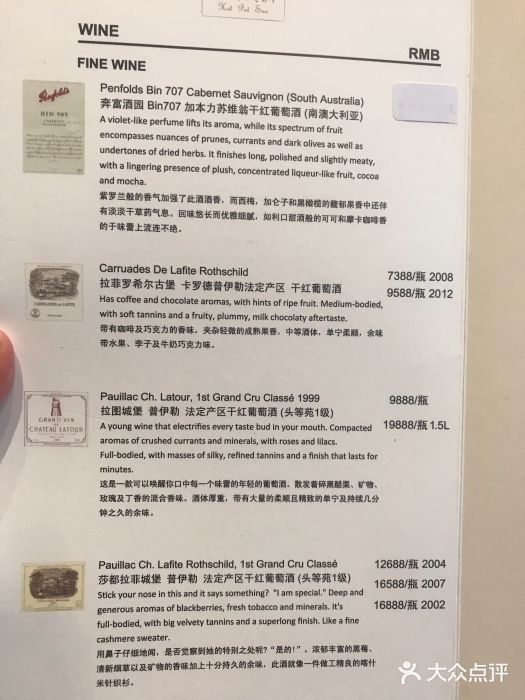 Hot Pot Sun
WINE
RMB
FINE WINE
Penfolds
BIN 707
Penfolds Bin 707 Cabernet Sauvignon (South Australia)
奔富酒园 Bin707 加本力苏维翁干红葡萄酒 (南澳大利亚)
A violet-like perfume lifts its aroma, while its spectrum of fruit
encompasses nuances of prunes, currants and dark olives as well as
undertones of dried herbs. It finishes long, polished and slightly meaty,
with a lingering presence of plush, concentrated liqueur-like fruit, cocoa
and mocha.
紫罗兰般的香气加强了此酒酒香，而西梅，加仑子和黑橄榄的馥郁果香中还伴
有淡淡干草药气息。回味悠长而优雅细腻，如利口甜酒般的可可和摩卡咖啡香
的于味蕾上流连不绝。
CARRUADES de LAFITE
Carruades De Lafite Rothschild
7388/瓶 2008
拉菲罗希尔古堡 卡罗德普伊勒法定产区 干红葡萄酒
9588/瓶 2012
Has coffee and chocolate aromas, with hints of ripe fruit. Medium-bodied,
with soft tannins and a fruity, plummy, milk chocolaty aftertaste.
带有咖啡及巧克力的香味，夹杂轻微的成熟果香，中等酒体，单宁柔顺，余味
带水果、李子及牛奶巧克力味。
GRAND VIN
DE
CHATEAU LATOUR
Pauillac Ch. Latour, 1st Grand Cru Classé 1999
9888/瓶
拉图城堡 普伊勒 法定产区干红葡萄酒 (头等苑1级)
19888/瓶 1.5L
A young wine that electrifies every taste bud in your mouth. Compacted
aromas of crushed currants and minerals, with roses and lilacs.
Full-bodied, with masses of silky, refined tannins and a finish that lasts for
minutes.
这是一款可以唤醒你口中每一个味蕾的年轻的葡萄酒。散发着碎黑醋果、矿物、
玫瑰及丁香的混合香味。酒体厚重，带有大量的柔顺且精致的单宁及持续几分
钟之久的余味。
Pauillac Ch. Lafite Rothschild, 1st Grand Cru Classé
12688/瓶 2004
莎都拉菲城堡 普伊勒 法定产区干红葡萄酒 (头等苑1级)
16588/瓶 2007
Stick your nose in this and it says something? "I am special." Deep and
generous aromas of blackberries, fresh tobacco and minerals. It's
16888/瓶 2002
full-bodied, with big velvety tannins and a superlong finish. Like a fine
cashmere sweater.
用鼻子仔细地闻，是否觉察到她的特别之处呢？“是的！”。浓郁丰富的黑莓、
清新烟草以及矿物的香味加上十分持久的余味，此酒就像一件做工精良的喀什
米针织衫。
大众点评